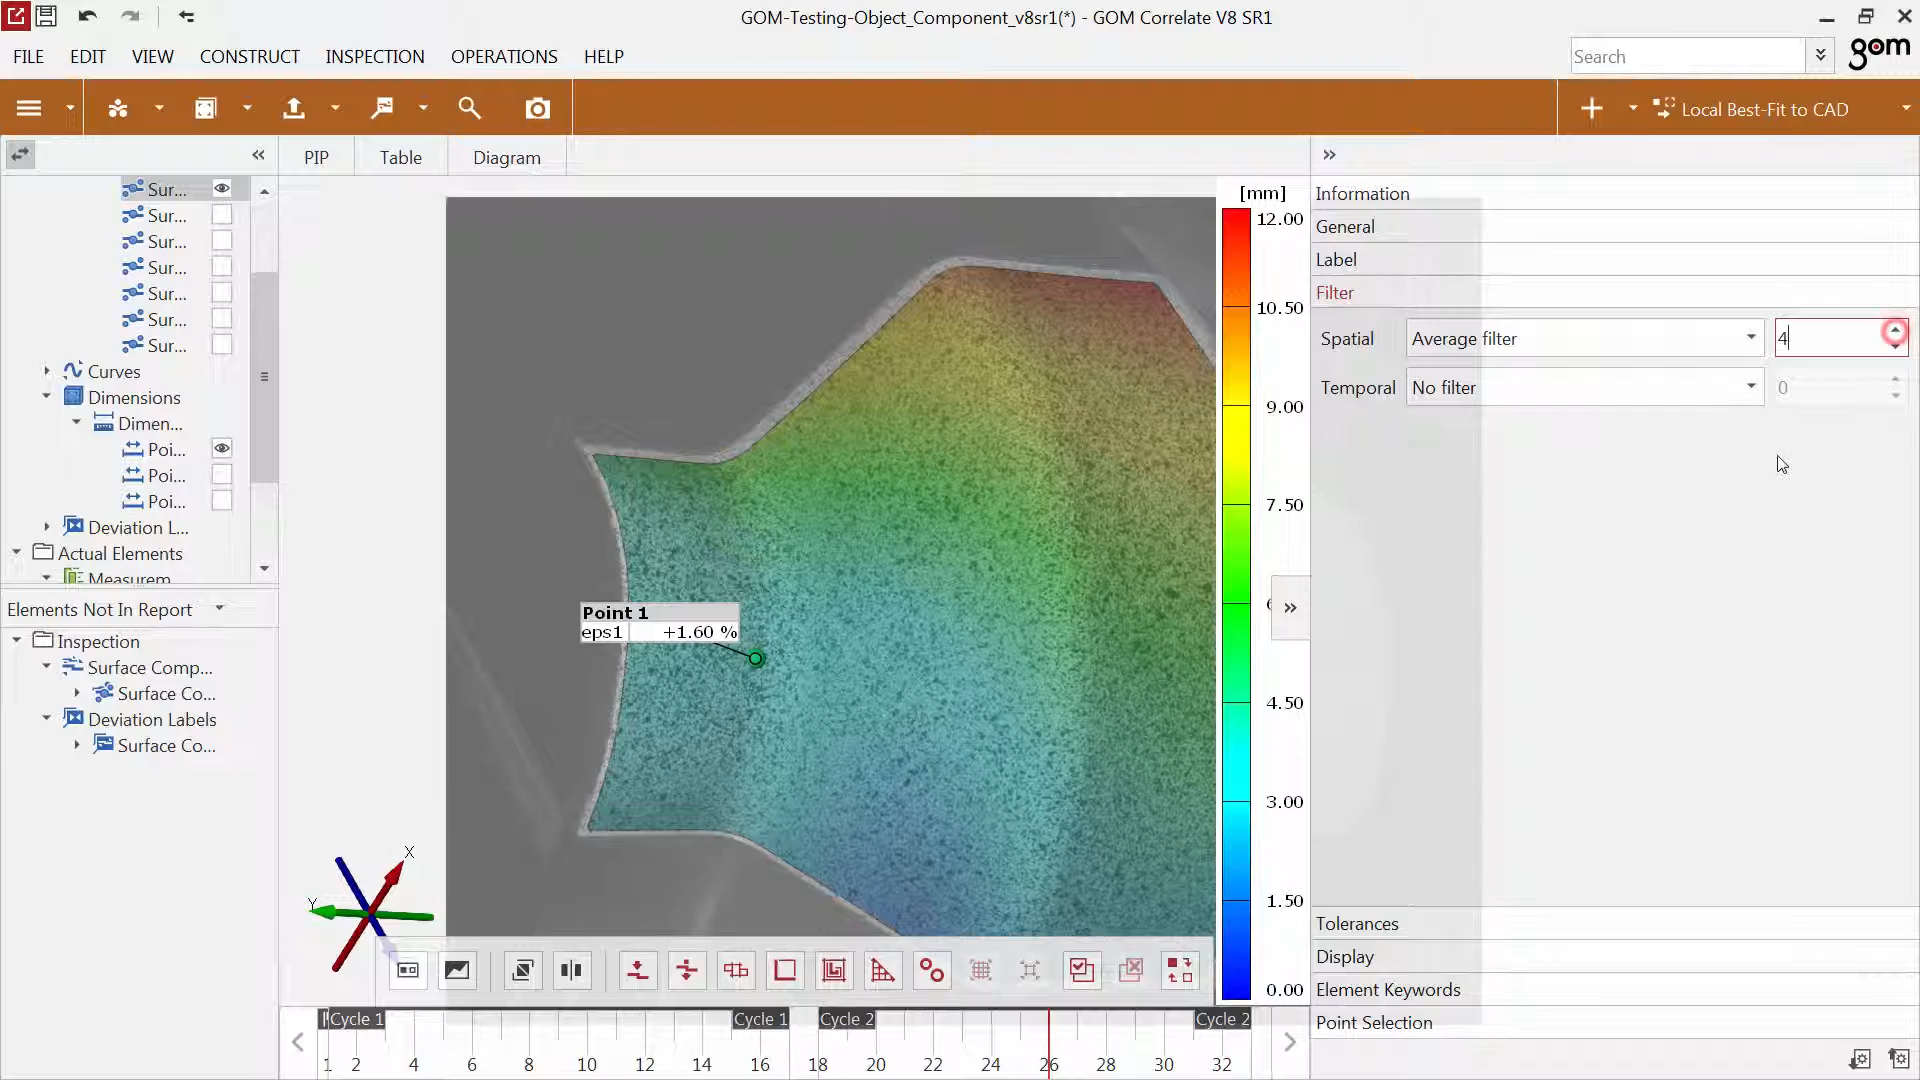 GOM-Testing-Object_Component_v8sr1(*) - GOM Correlate V8 SR1
FILE EDIT VIEW CONSTRUCT INSPECTION OPERATIONS HELP
Search
gom
Local Best-Fit to CAD
PIP Table Diagram
Sur...
Sur...
Sur...
Sur...
Sur...
Sur...
Sur...
Curves
Dimensions
Dimen...
Poi...
Poi...
Poi...
Deviation L...
Actual Elements
Measurem
Elements Not In Report
Inspection
Surface Comp...
Surface Co...
Deviation Labels
Surface Co...
Point 1
eps1 +1.60 %
X
Y
[mm]
12.00
10.50
9.00
7.50
4.50
3.00
1.50
0.00
Information
General
Label
Filter
Spatial Average filter 4
Temporal No filter 0
Tolerances
Display
Element Keywords
Point Selection
Cycle 1 Cycle 1 Cycle 2 Cycle 2
1 2 4 6 8 10 12 14 16 18 20 22 24 26 28 30 32